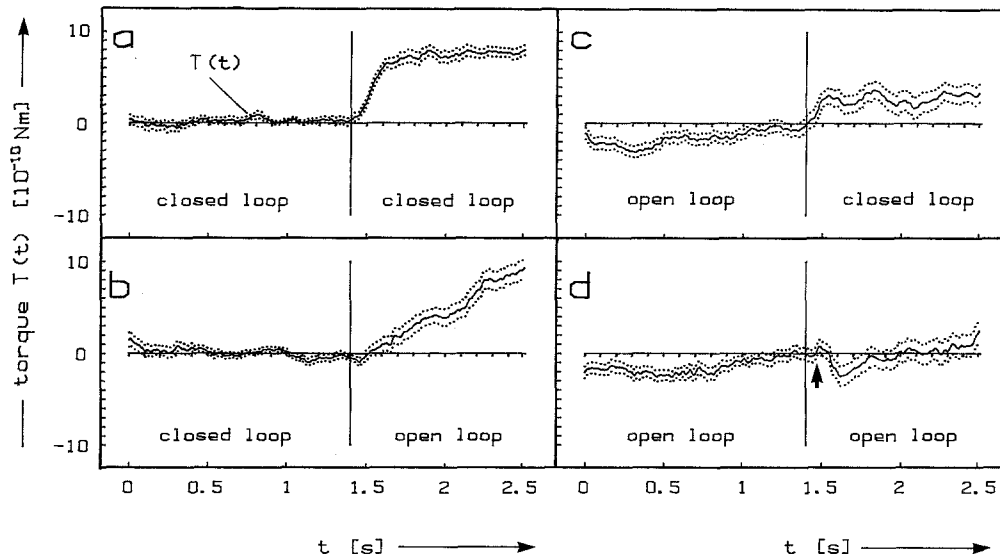 torque T(t) [10⁻¹⁰ Nm]
10
0
-10
10
0
-10
a
T(t)
closed loop
closed loop
c
open loop
closed loop
b
closed loop
open loop
d
open loop
open loop
0 0.5 1 1.5 2 2.5
0 0.5 1 1.5 2 2.5
t [s]
t [s]